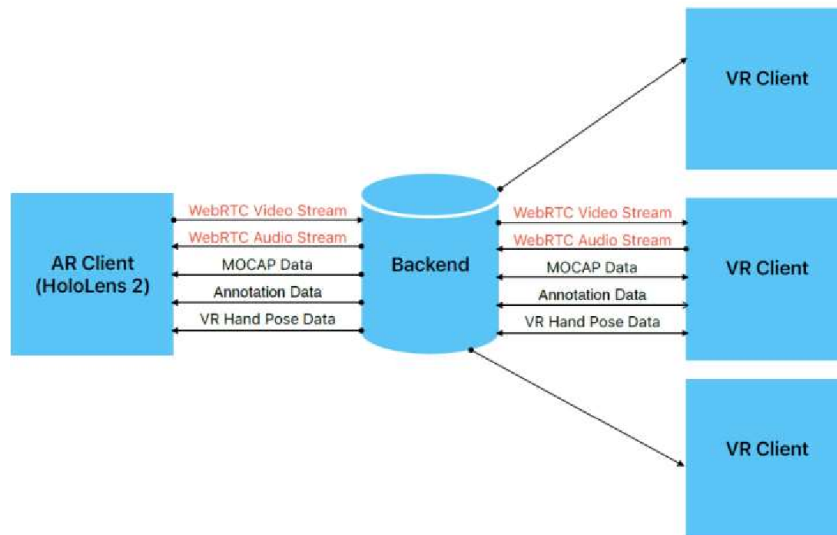 VR Client
WebRTC Video Stream
WebRTC Audio Stream
MOCAP Data
Annotation Data
VR Hand Pose Data
AR Client
(HoloLens 2)
Backend
WebRTC Video Stream
WebRTC Audio Stream
MOCAP Data
Annotation Data
VR Hand Pose Data
VR Client
VR Client